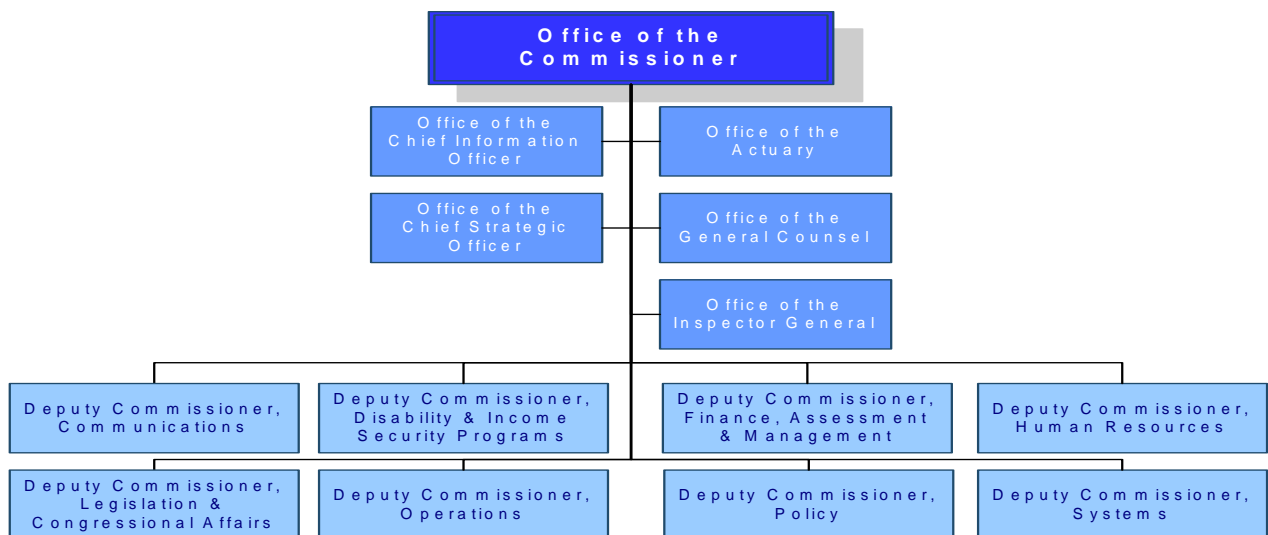 Office of the
Commissioner
Office of the
Chief Information
Officer
Office of the
Actuary
Office of the
Chief Strategic
Officer
Office of the
General Counsel
Office of the
Inspector General
Deputy Commissioner,
Communications
Deputy Commissioner,
Disability & Income
Security Programs
Deputy Commissioner,
Finance, Assessment
& Management
Deputy Commissioner,
Human Resources
Deputy Commissioner,
Legislation &
Congressional Affairs
Deputy Commissioner,
Operations
Deputy Commissioner,
Policy
Deputy Commissioner,
Systems